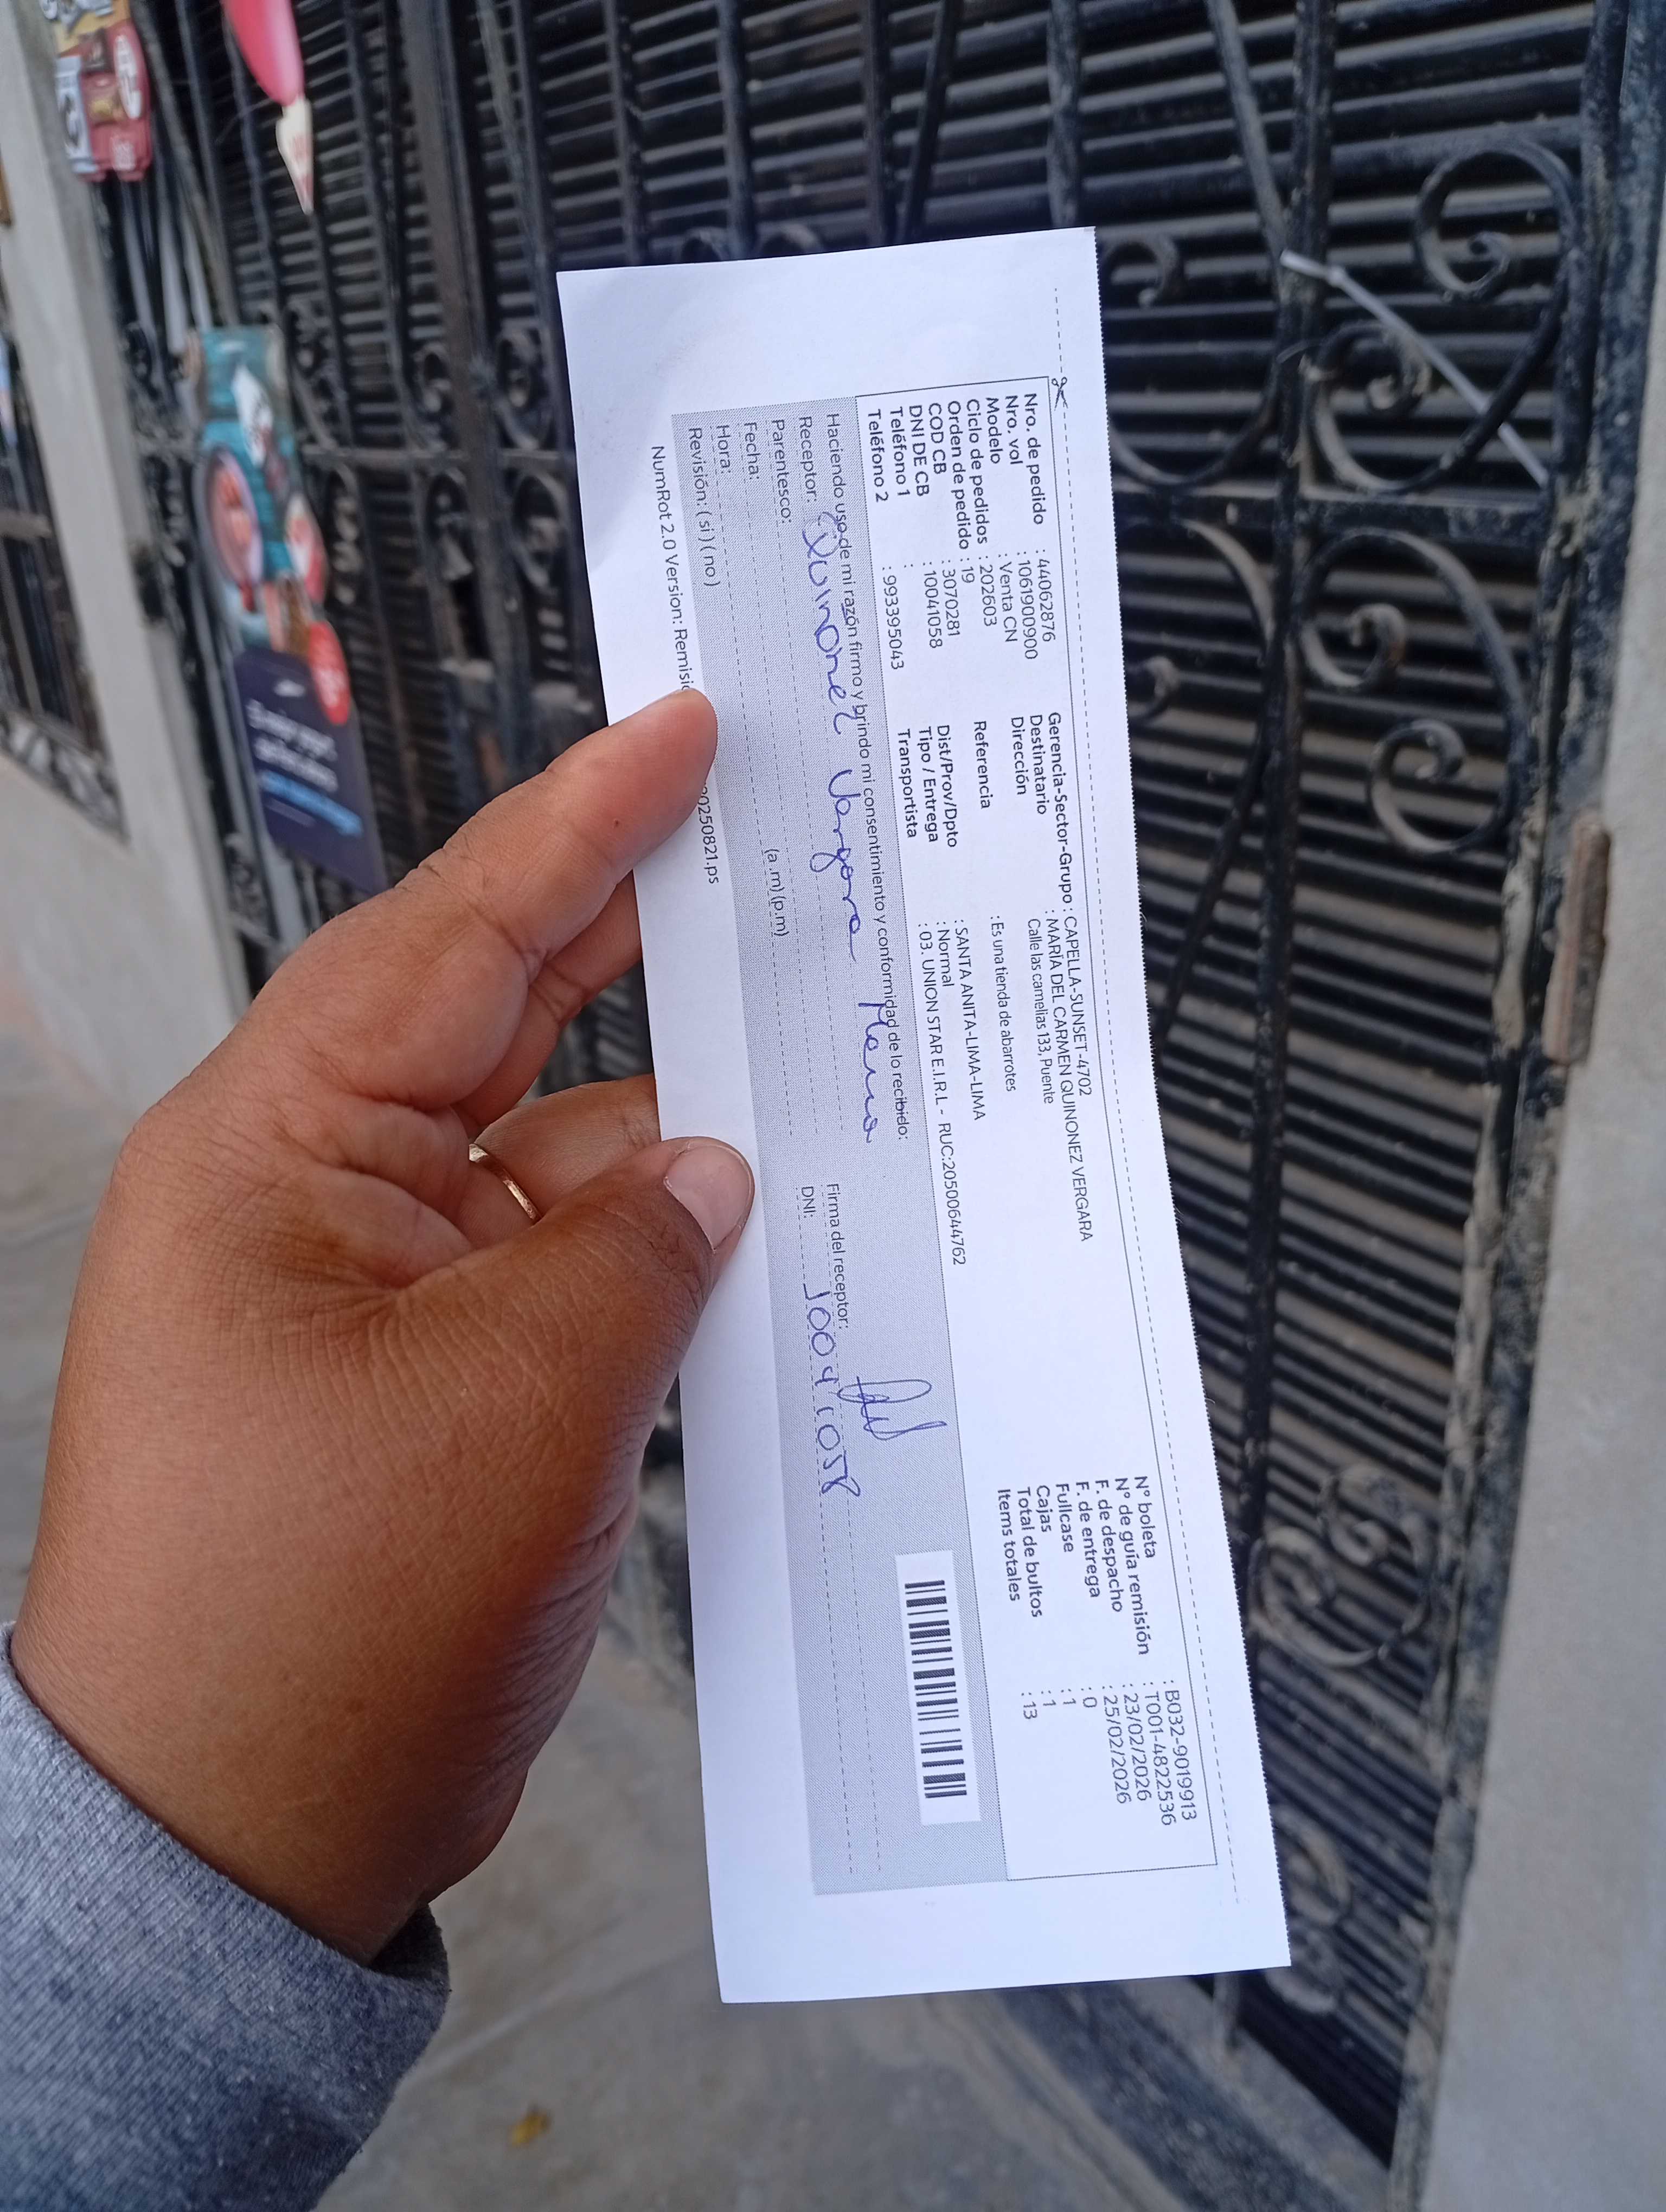 Nro. de pedido : 440628​76
Nro. vol : 1061900900
Modelo : Venta CN
Ciclo de pedidos : 202603
Orden de pedido : 19
COD CB : 3070281
DNI DE CB : 10041058
Teléfono 1 :
Teléfono 2 : 993395043
Gerencia-Sector-Grupo : CAPELLA-SUNSET-4702
Destinatario : MARÍA DEL CARMEN QUINONEZ VERGARA
Dirección Calle las camelias 133, Puente
Referencia : Es una tienda de abarrotes
Dist/Prov/Dpto : SANTA ANITA-LIMA-LIMA
Tipo / Entrega : Normal
Transportista : 03. UNION STAR E.I.R.L - RUC:20500644762
N° boleta : B032-9019913
N° de guía remisión : T001-4822536
F. de despacho : 23/02/2026
F. de entrega : 25/02/2026
Fullcase : 0
Cajas : 1
Total de bultos : 1
Items totales : 13
Haciendo uso de mi razón firmo y brindo mi consentimiento y conformidad de lo recibido:
Receptor: Quinonez Vergara Maria
Parentesco:
Fecha:
Hora: (a.m)(p.m)
Revisión: ( si ) ( no )
Firma del receptor:
DNI: 10041058
NumRot 2.0 Version: Remisi 00250821.ps